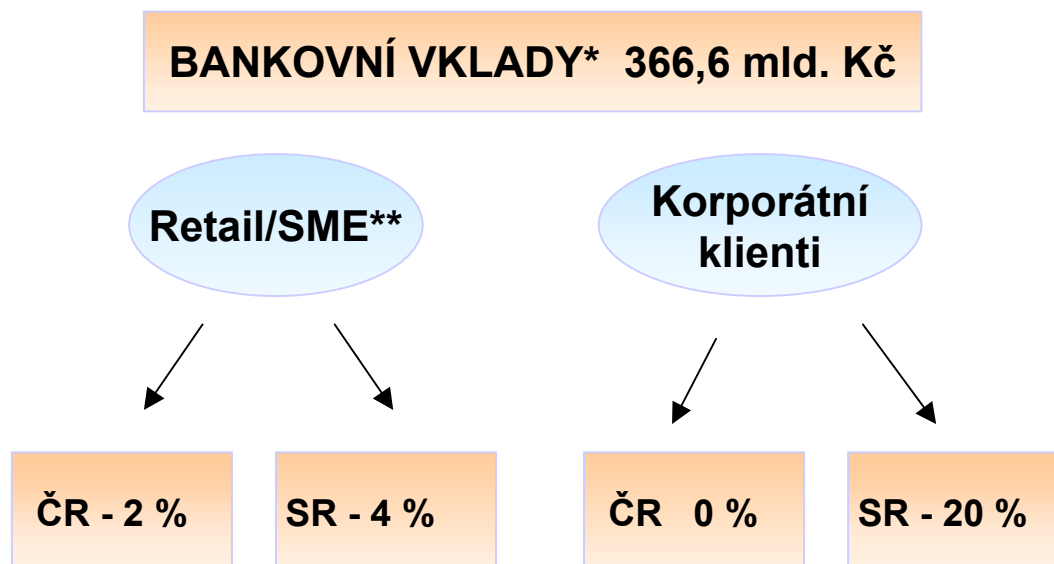 BANKOVNÍ VKLADY* 366,6 mld. Kč
Retail/SME**
Korporátní
klienti
ČR - 2 %
SR - 4 %
ČR 0 %
SR - 20 %